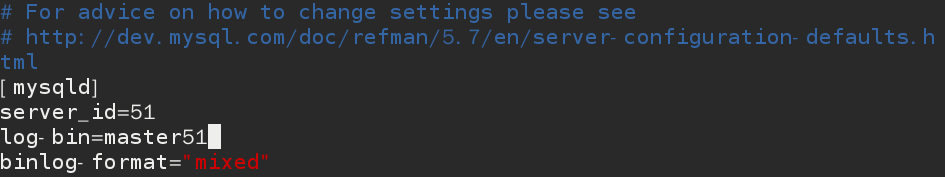 # For advice on how to change settings please see
# http://dev.mysql.com/doc/refman/5.7/en/server-configuration-defaults.h
tml
[mysqld]
server_id=51
log-bin=master51
binlog-format="mixed"